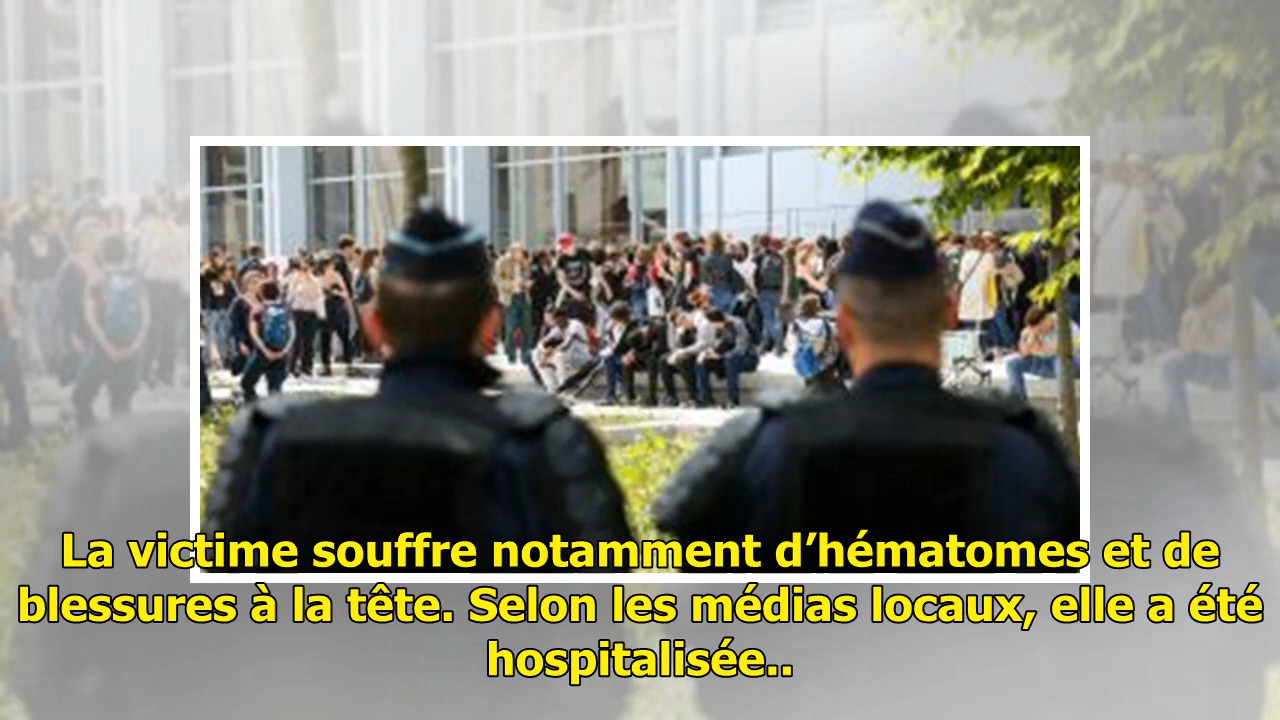 La victime souffre notamment d’hématomes et de
blessures à la tête. Selon les médias locaux, elle a été
hospitalisée..